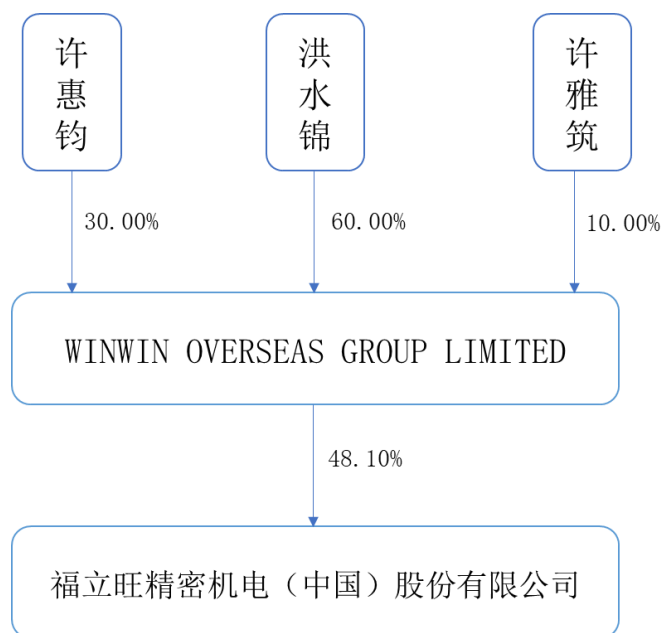 许惠钧
洪水锦
许雅筑
30.00%
60.00%
10.00%
WINWIN OVERSEAS GROUP LIMITED
48.10%
福立旺精密机电（中国）股份有限公司